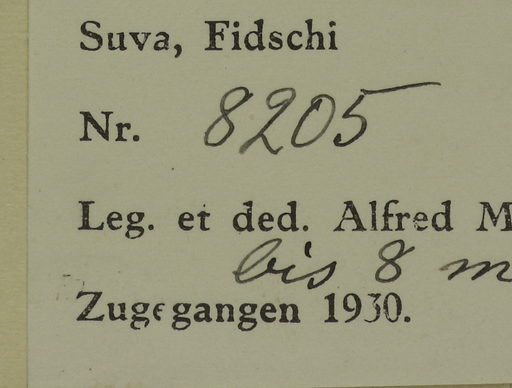 Suva, Fidschi
Nr. 8205
Leg. et ded. Alfred M
bis 8 m
Zugegangen 1930.